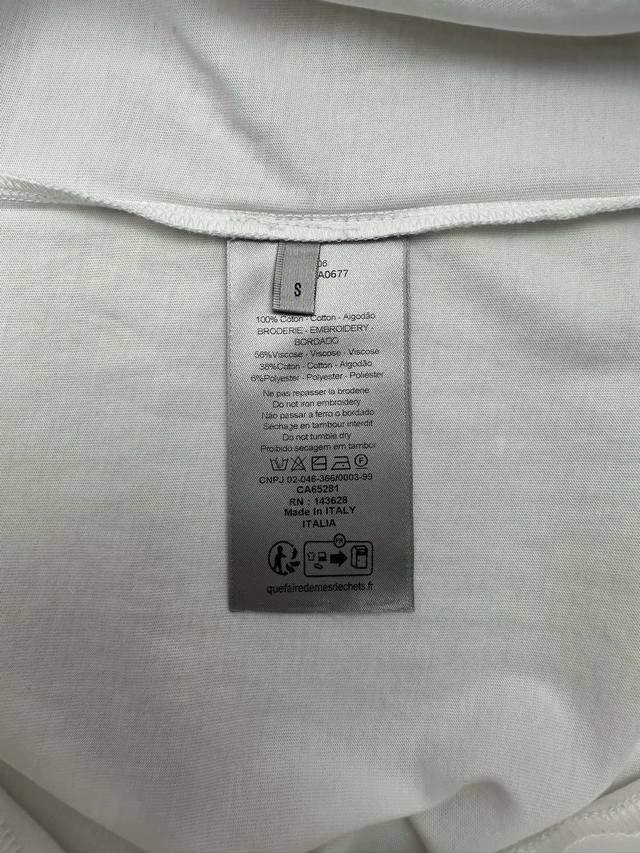 06
A0677
S
100% Coton - Cotton - Algodão
BRODERIE - EMBROIDERY -
BORDADO
56%Viscose - Viscose - Viscose
38%Coton - Cotton - Algodão
6%Polyester - Polyester - Poliéster
Ne pas repasser la broderie
Do not iron embroidery
Não passar a ferro o bordado
Séchage en tambour interdit
Do not tumble dry
Proibido secagem em tambor
F
CNPJ 02-046-366/0003-99
CA65281
RN : 143628
Made In ITALY
ITALIA
FR
quefairedemesdechets.fr